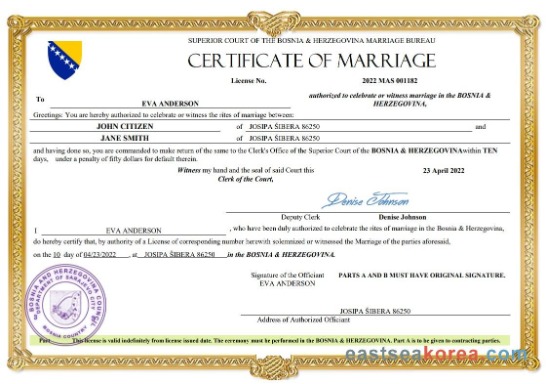 SUPERIOR COURT OF THE BOSNIA & HERZEGOVINA MARRIAGE BUREAU
CERTIFICATE OF MARRIAGE
License No. 2022 MAS 001182
To EVA ANDERSON authorized to celebrate or witness marriage in the BOSNIA &
HERZEGOVINA,
Greetings: You are hereby authorized to celebrate or witness the rites of marriage between:
JOHN CITIZEN of JOSIPA ŠIBERA 86250 and
JANE SMITH of JOSIPA ŠIBERA 86250
and having done so, you are commanded to make return of the same to the Clerk's Office of the Superior Court of the BOSNIA & HERZEGOVINAwithin TEN
days, under a penalty of fifty dollars for default therein.
Witness my hand and the seal of said Court this 23 April 2022
Clerk of the Court,
Denise Johnson
Deputy Clerk Denise Johnson
I EVA ANDERSON , who have been duly authorized to celebrate the rites of marriage in the Bosnia & Herzegovina,
do hereby certify that, by authority of a License of corresponding number herewith solemnized or witnessed the Marriage of the parties aforesaid,
on the 10 day of 04/23/2022 , at JOSIPA ŠIBERA 86250 in the BOSNIA & HERZEGOVINA.
Signature of the Officiant PARTS A AND B MUST HAVE ORIGINAL SIGNATURE.
EVA ANDERSON
JOSIPA ŠIBERA 86250
Address of Authorized Officiant
BOSNIA AND HERZEGOVINA COUNCIL
DEPARTMENT OF SARAJEVO CITY
BOSNIA COUNTRY
Part This license is valid indefinitely from license issued date. The ceremony must be performed in the BOSNIA & HERZEGOVINA. Part A is to be given to contracting parties.
eastseakorea.com